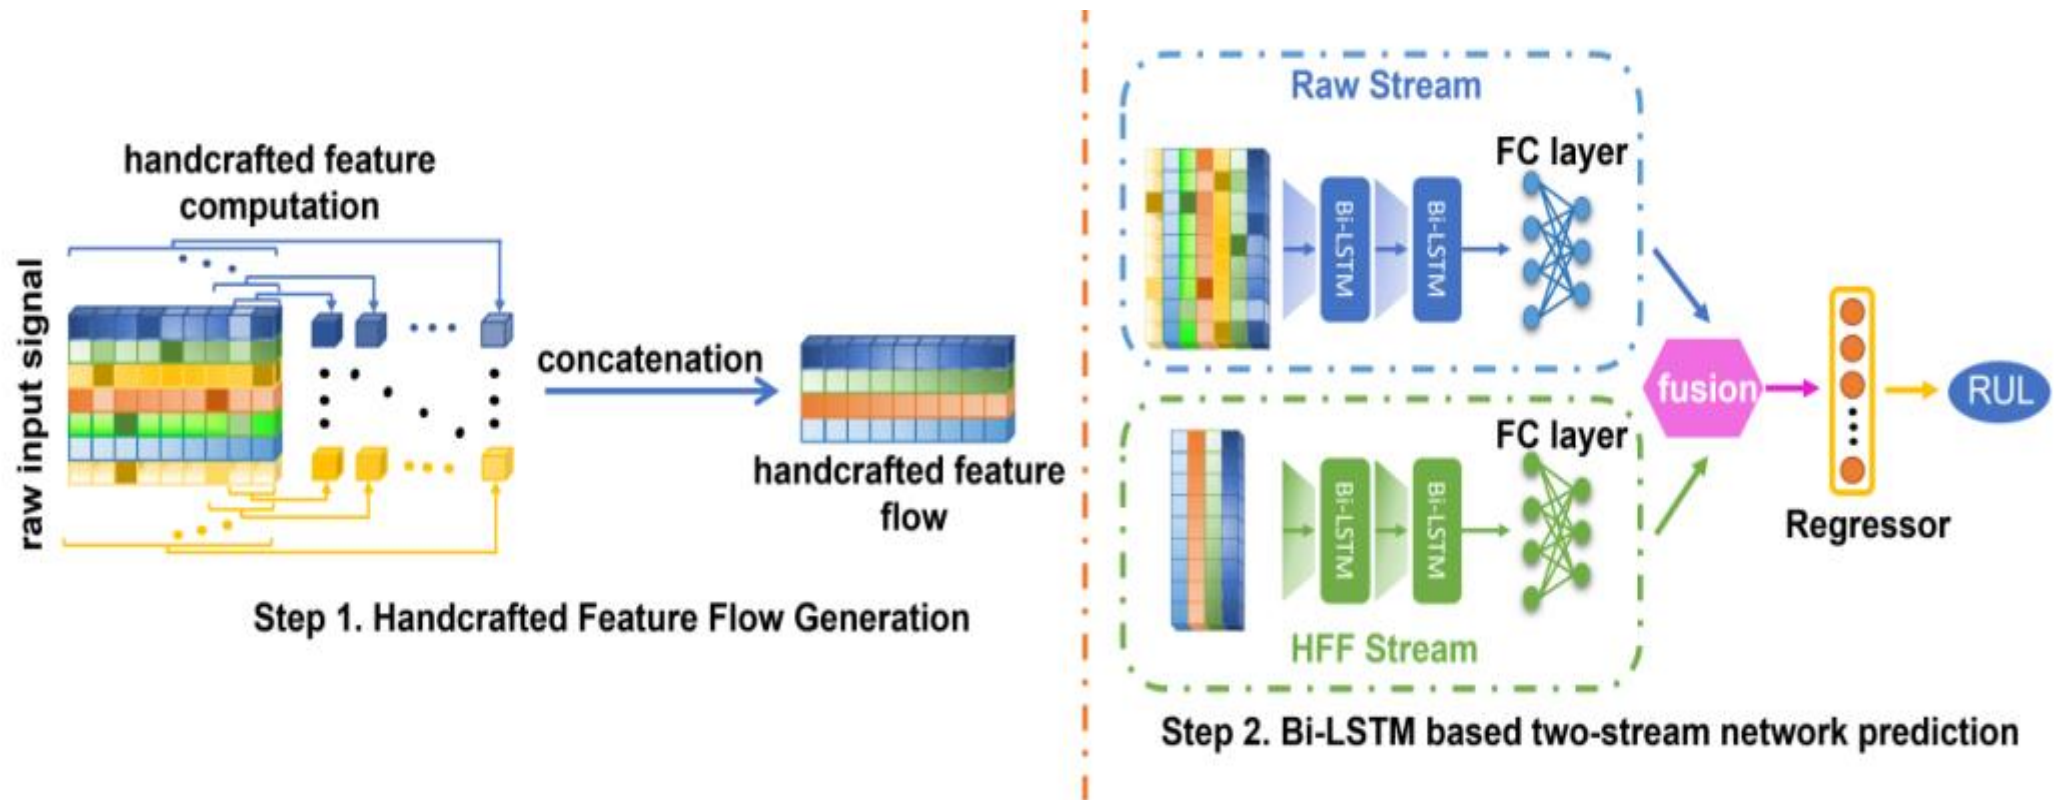 handcrafted feature
computation
raw input signal
concatenation
handcrafted feature
flow
Step 1. Handcrafted Feature Flow Generation
Raw Stream
FC layer
Bi-LSTM
Bi-LSTM
fusion
RUL
Regressor
FC layer
Bi-LSTM
Bi-LSTM
HFF Stream
Step 2. Bi-LSTM based two-stream network prediction